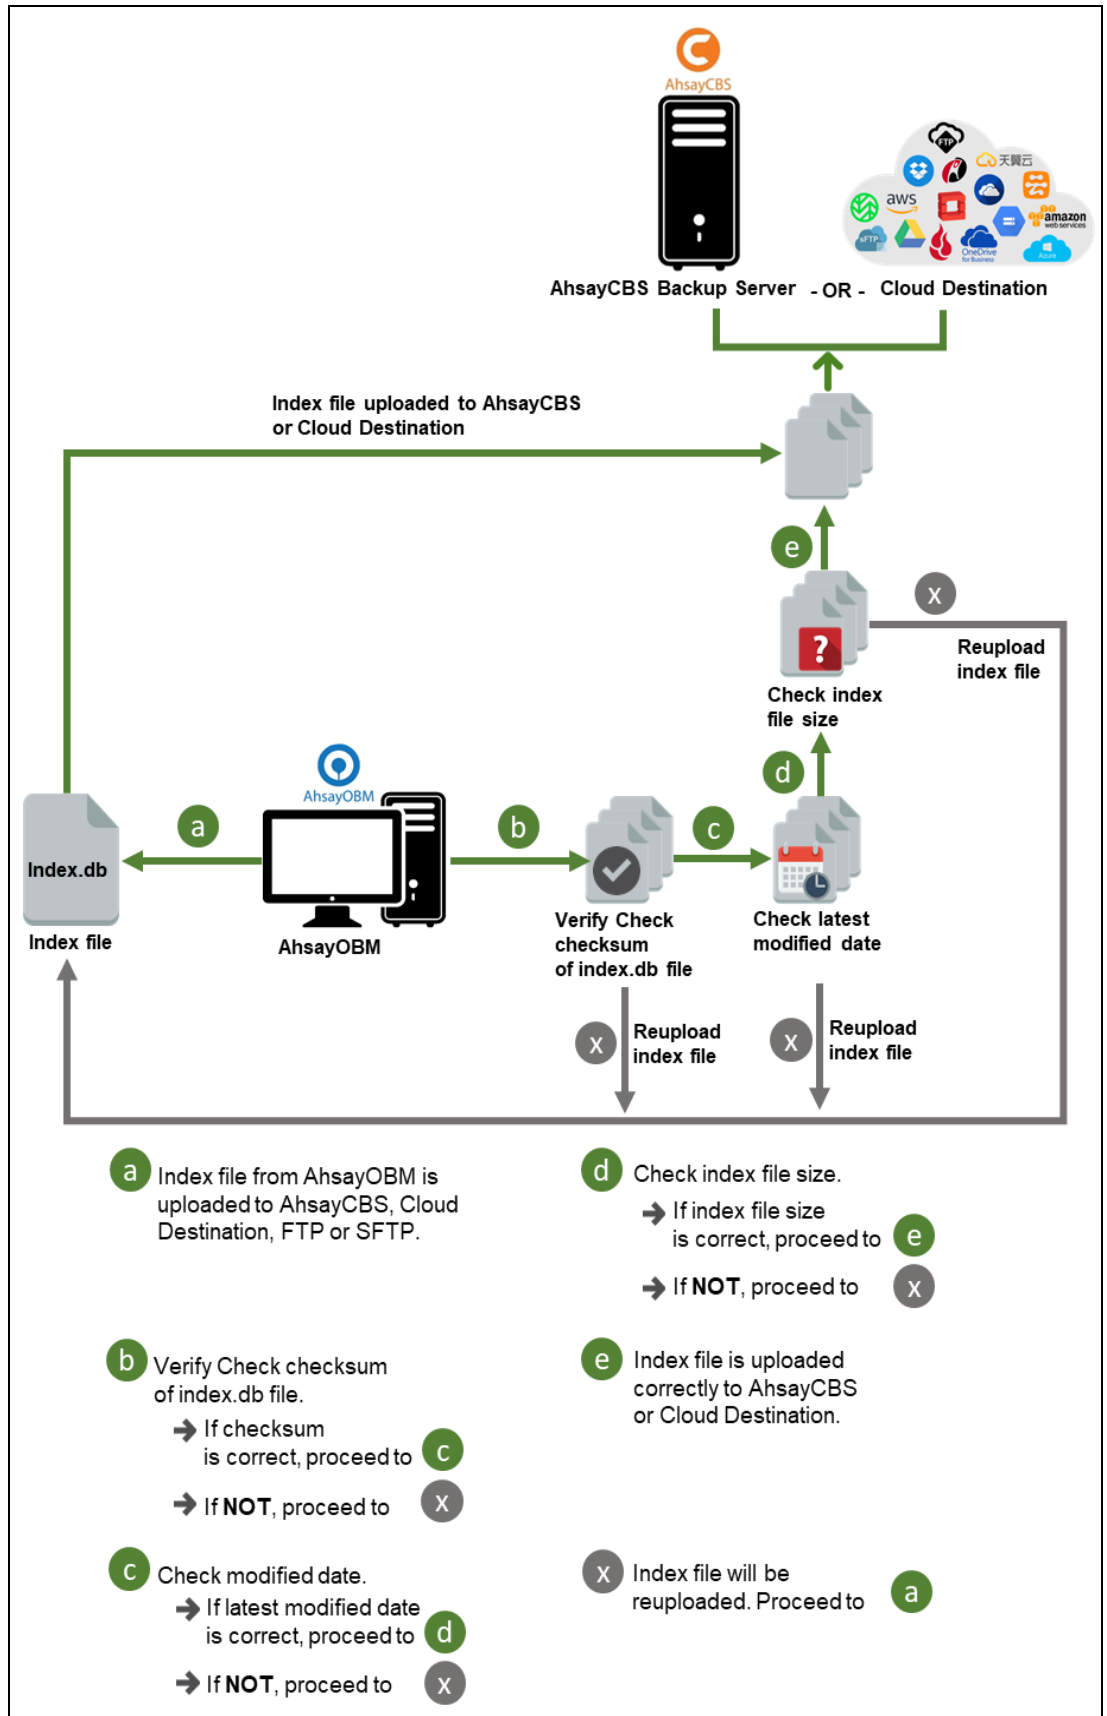 AhsayCBS
FTP
天翼云
aws
amazon
web services
sFTP
OneDrive
for Business
Azure
AhsayCBS Backup Server - OR - Cloud Destination
Index file uploaded to AhsayCBS
or Cloud Destination
e
x
Reupload
index file
?
Check index
file size
d
AhsayOBM
a
b
c
Index.db
Index file
AhsayOBM
Verify Check
checksum
of index.db file
Check latest
modified date
x
Reupload
index file
x
Reupload
index file
a
Index file from AhsayOBM is
uploaded to AhsayCBS, Cloud
Destination, FTP or SFTP.
b
Verify Check checksum
of index.db file.
If checksum
is correct, proceed to c
If NOT, proceed to x
c
Check modified date.
If latest modified date
is correct, proceed to d
If NOT, proceed to x
d
Check index file size.
If index file size
is correct, proceed to e
If NOT, proceed to x
e
Index file is uploaded
correctly to AhsayCBS
or Cloud Destination.
x
Index file will be
reuploaded. Proceed to a